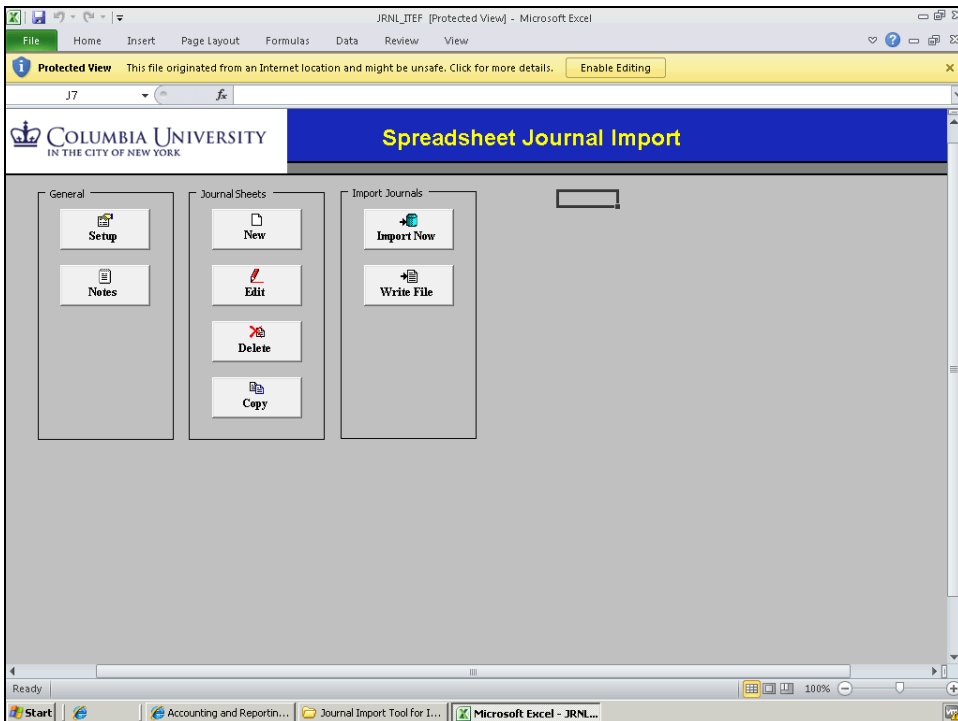 JRNL_ITEF [Protected View] - Microsoft Excel
File Home Insert Page Layout Formulas Data Review View
Protected View This file originated from an Internet location and might be unsafe. Click for more details. Enable Editing
J7 fx
COLUMBIA UNIVERSITY
IN THE CITY OF NEW YORK
Spreadsheet Journal Import
General Journal Sheets Import Journals
Setup New Import Now
Notes Edit Write File
Delete
Copy
Ready 100%
Start Accounting and Reportin... Journal Import Tool for I... Microsoft Excel - JRNL...